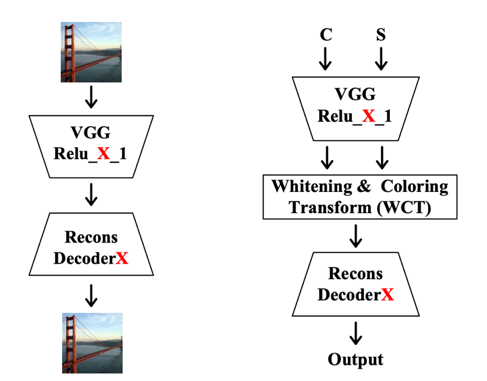 VGG
Relu_X_1
Recons
DecoderX
C S
VGG
Relu_X_1
Whitening & Coloring
Transform (WCT)
Recons
DecoderX
Output